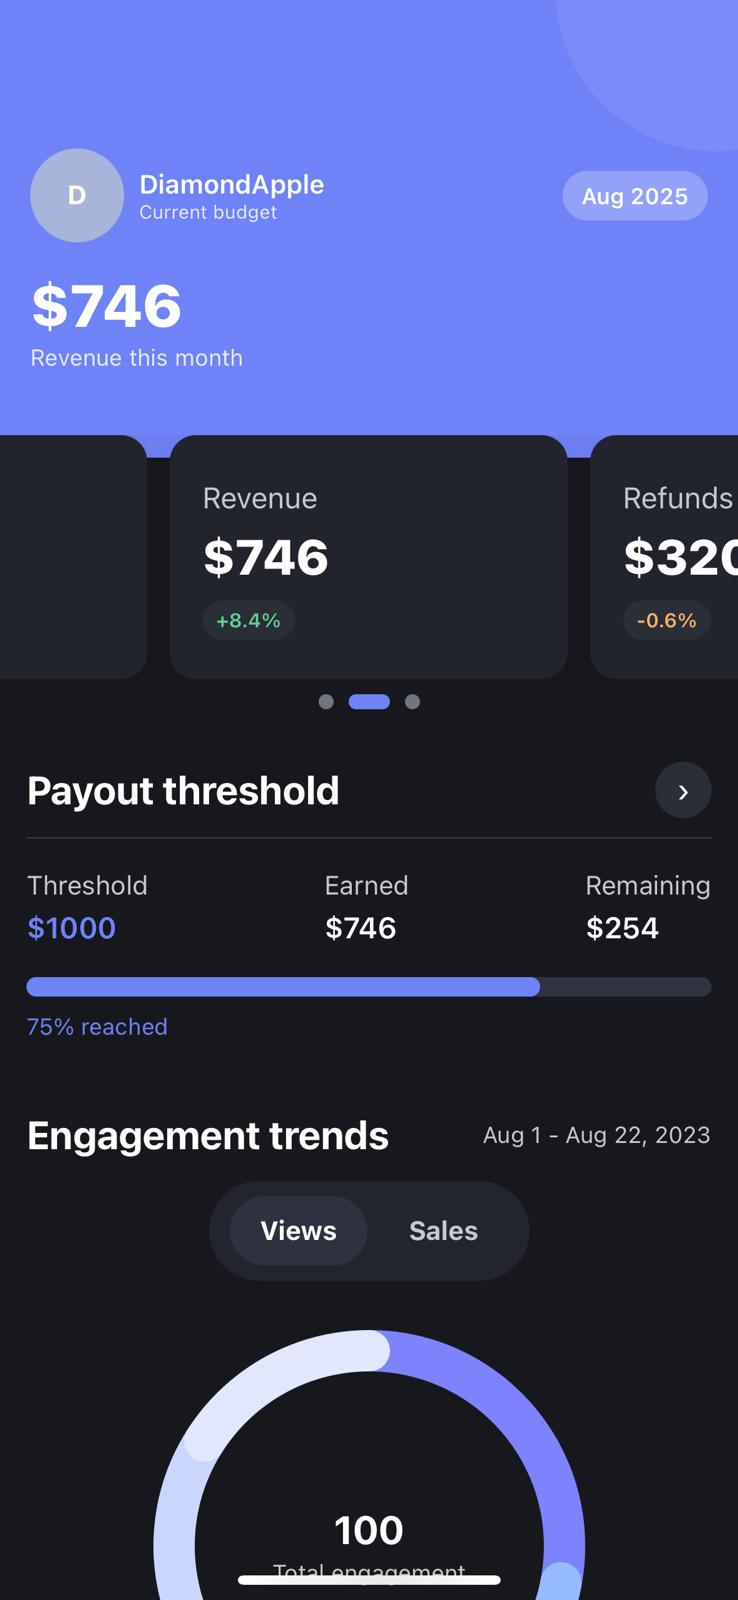 D
DiamondApple
Current budget
Aug 2025
$746
Revenue this month
Revenue
$746
+8.4%
Refunds
$320
-0.6%
Payout threshold
›
Threshold
$1000
Earned
$746
Remaining
$254
75% reached
Engagement trends
Aug 1 - Aug 22, 2023
Views
Sales
100
Total engagement